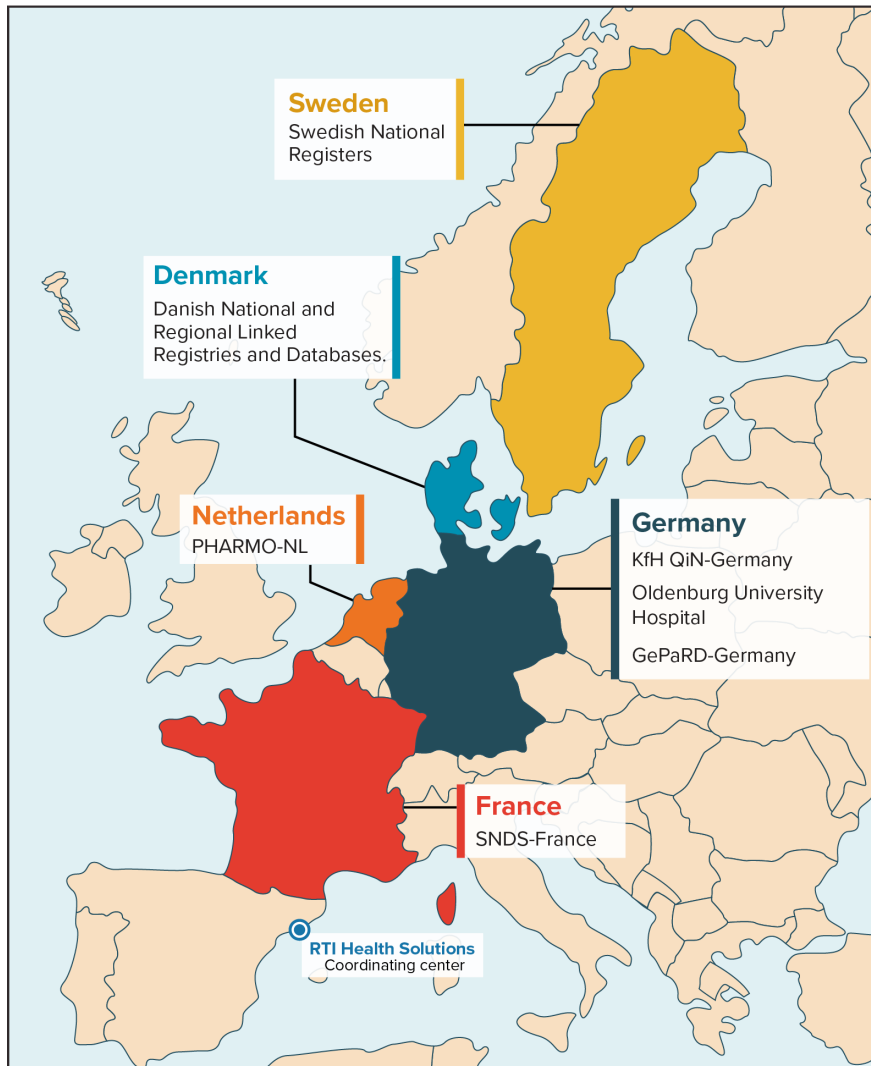 Sweden
Swedish National
Registers
Denmark
Danish National and
Regional Linked
Registries and Databases.
Netherlands
PHARMO-NL
Germany
KfH QiN-Germany
Oldenburg University
Hospital
GePaRD-Germany
France
SNDS-France
RTI Health Solutions
Coordinating center